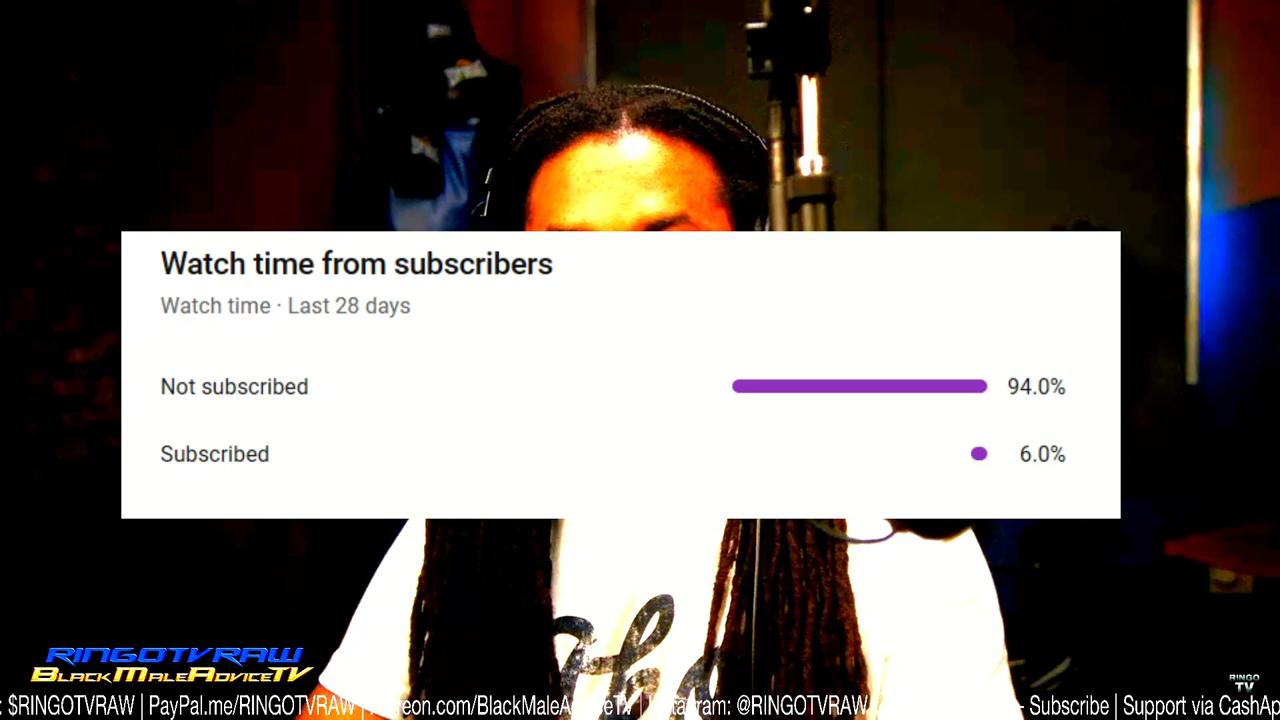 Watch time from subscribers
Watch time · Last 28 days
Not subscribed 94.0%
Subscribed 6.0%
RINGOTVRAW
BLACKMALEADVICETV
RINGO
TV
: $RINGOTVRAW | PayPal.me/RINGOTVRAW | Instagram: @RINGOTVRAW - Subscribe | Support via CashAp